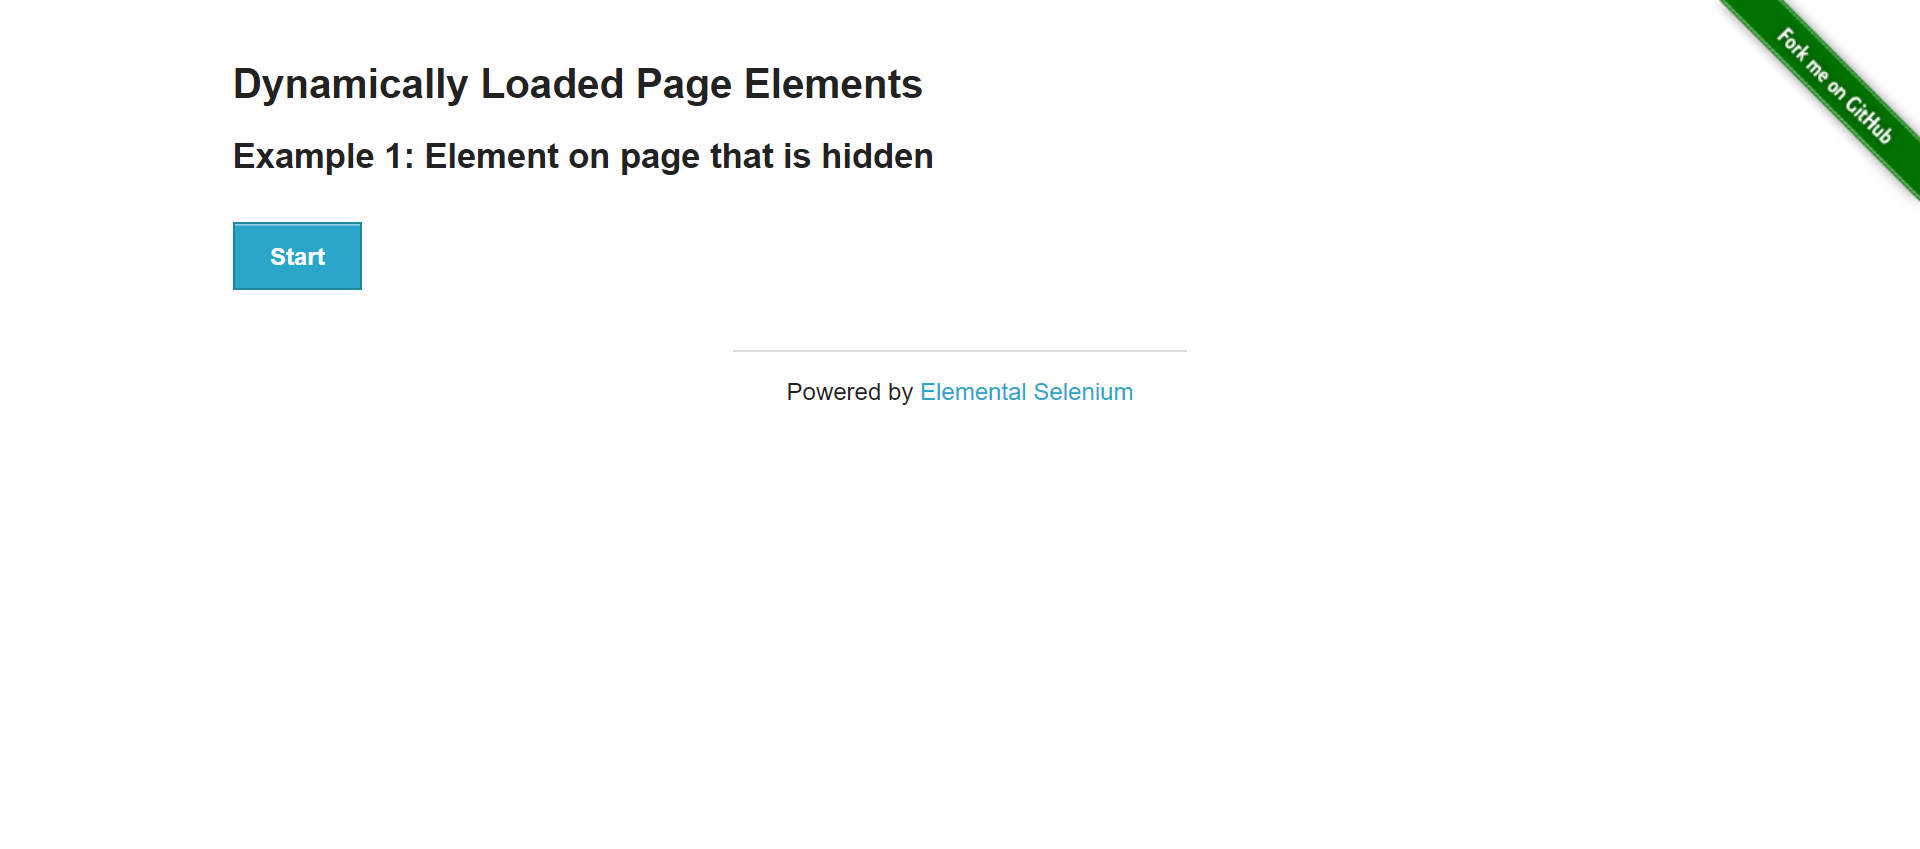 Dynamically Loaded Page Elements
Example 1: Element on page that is hidden
Start
Powered by Elemental Selenium
Fork me on GitHub